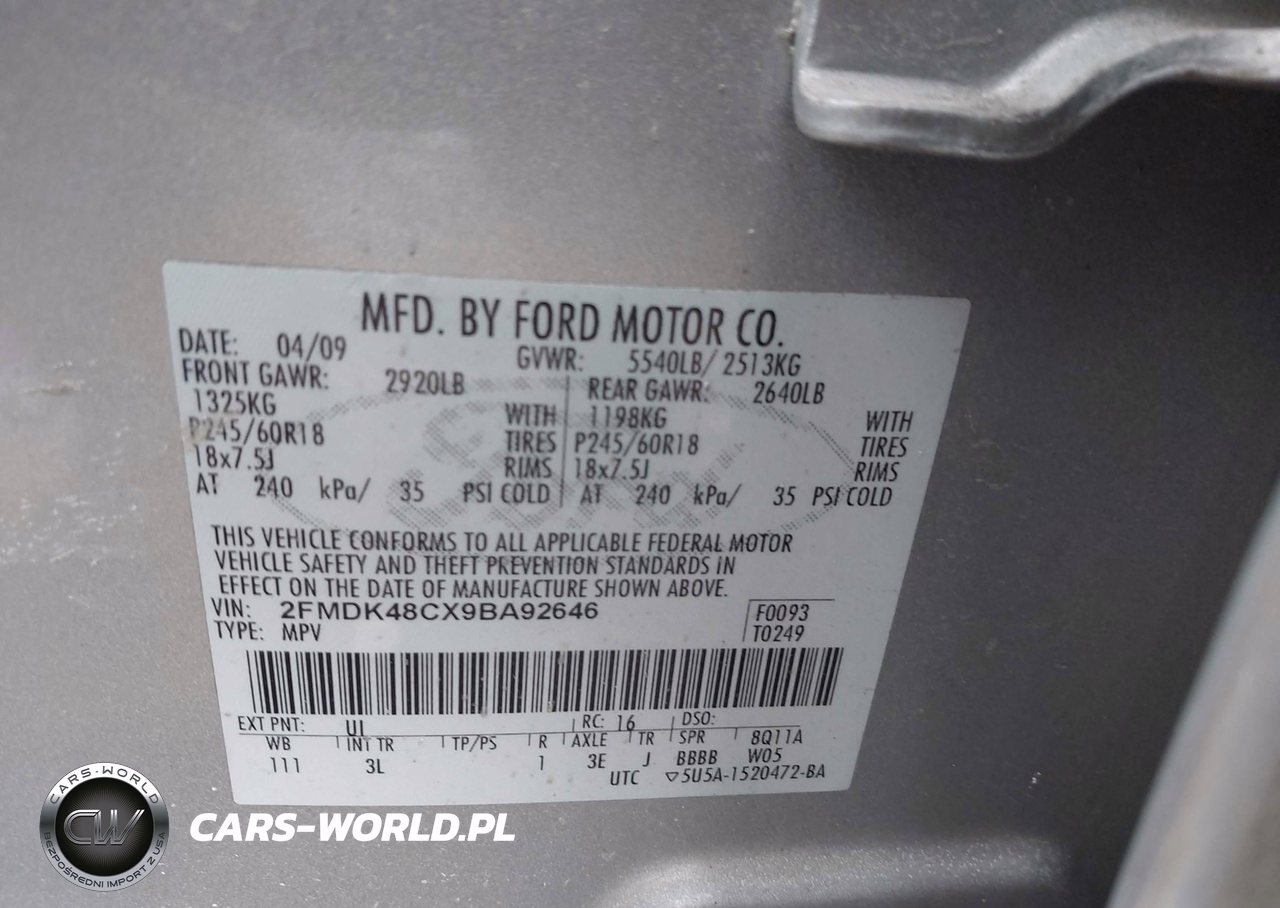 MFD. BY FORD MOTOR CO.
DATE: 04/09 GVWR: 5540LB/ 2513KG
FRONT GAWR: 2920LB REAR GAWR: 2640LB
1325KG WITH 1198KG WITH
P245/60R18 TIRES P245/60R18 TIRES
18x7.5J RIMS 18x7.5J RIMS
AT 240 kPa/ 35 PSI COLD AT 240 kPa/ 35 PSI COLD
THIS VEHICLE CONFORMS TO ALL APPLICABLE FEDERAL MOTOR
VEHICLE SAFETY AND THEFT PREVENTION STANDARDS IN
EFFECT ON THE DATE OF MANUFACTURE SHOWN ABOVE.
VIN: 2FMDK48CX9BA92646 F0093
TYPE: MPV T0249
EXT PNT: UI RC: 16 DSO:
WB INT TR TP/PS R AXLE TR SPR 8Q11A
111 3L 1 3E J BBBB W05
UTC ▽5U5A-1520472-BA
CARS-WORLD
CW
BEZPOŚREDNI IMPORT Z USA
CARS-WORLD.PL